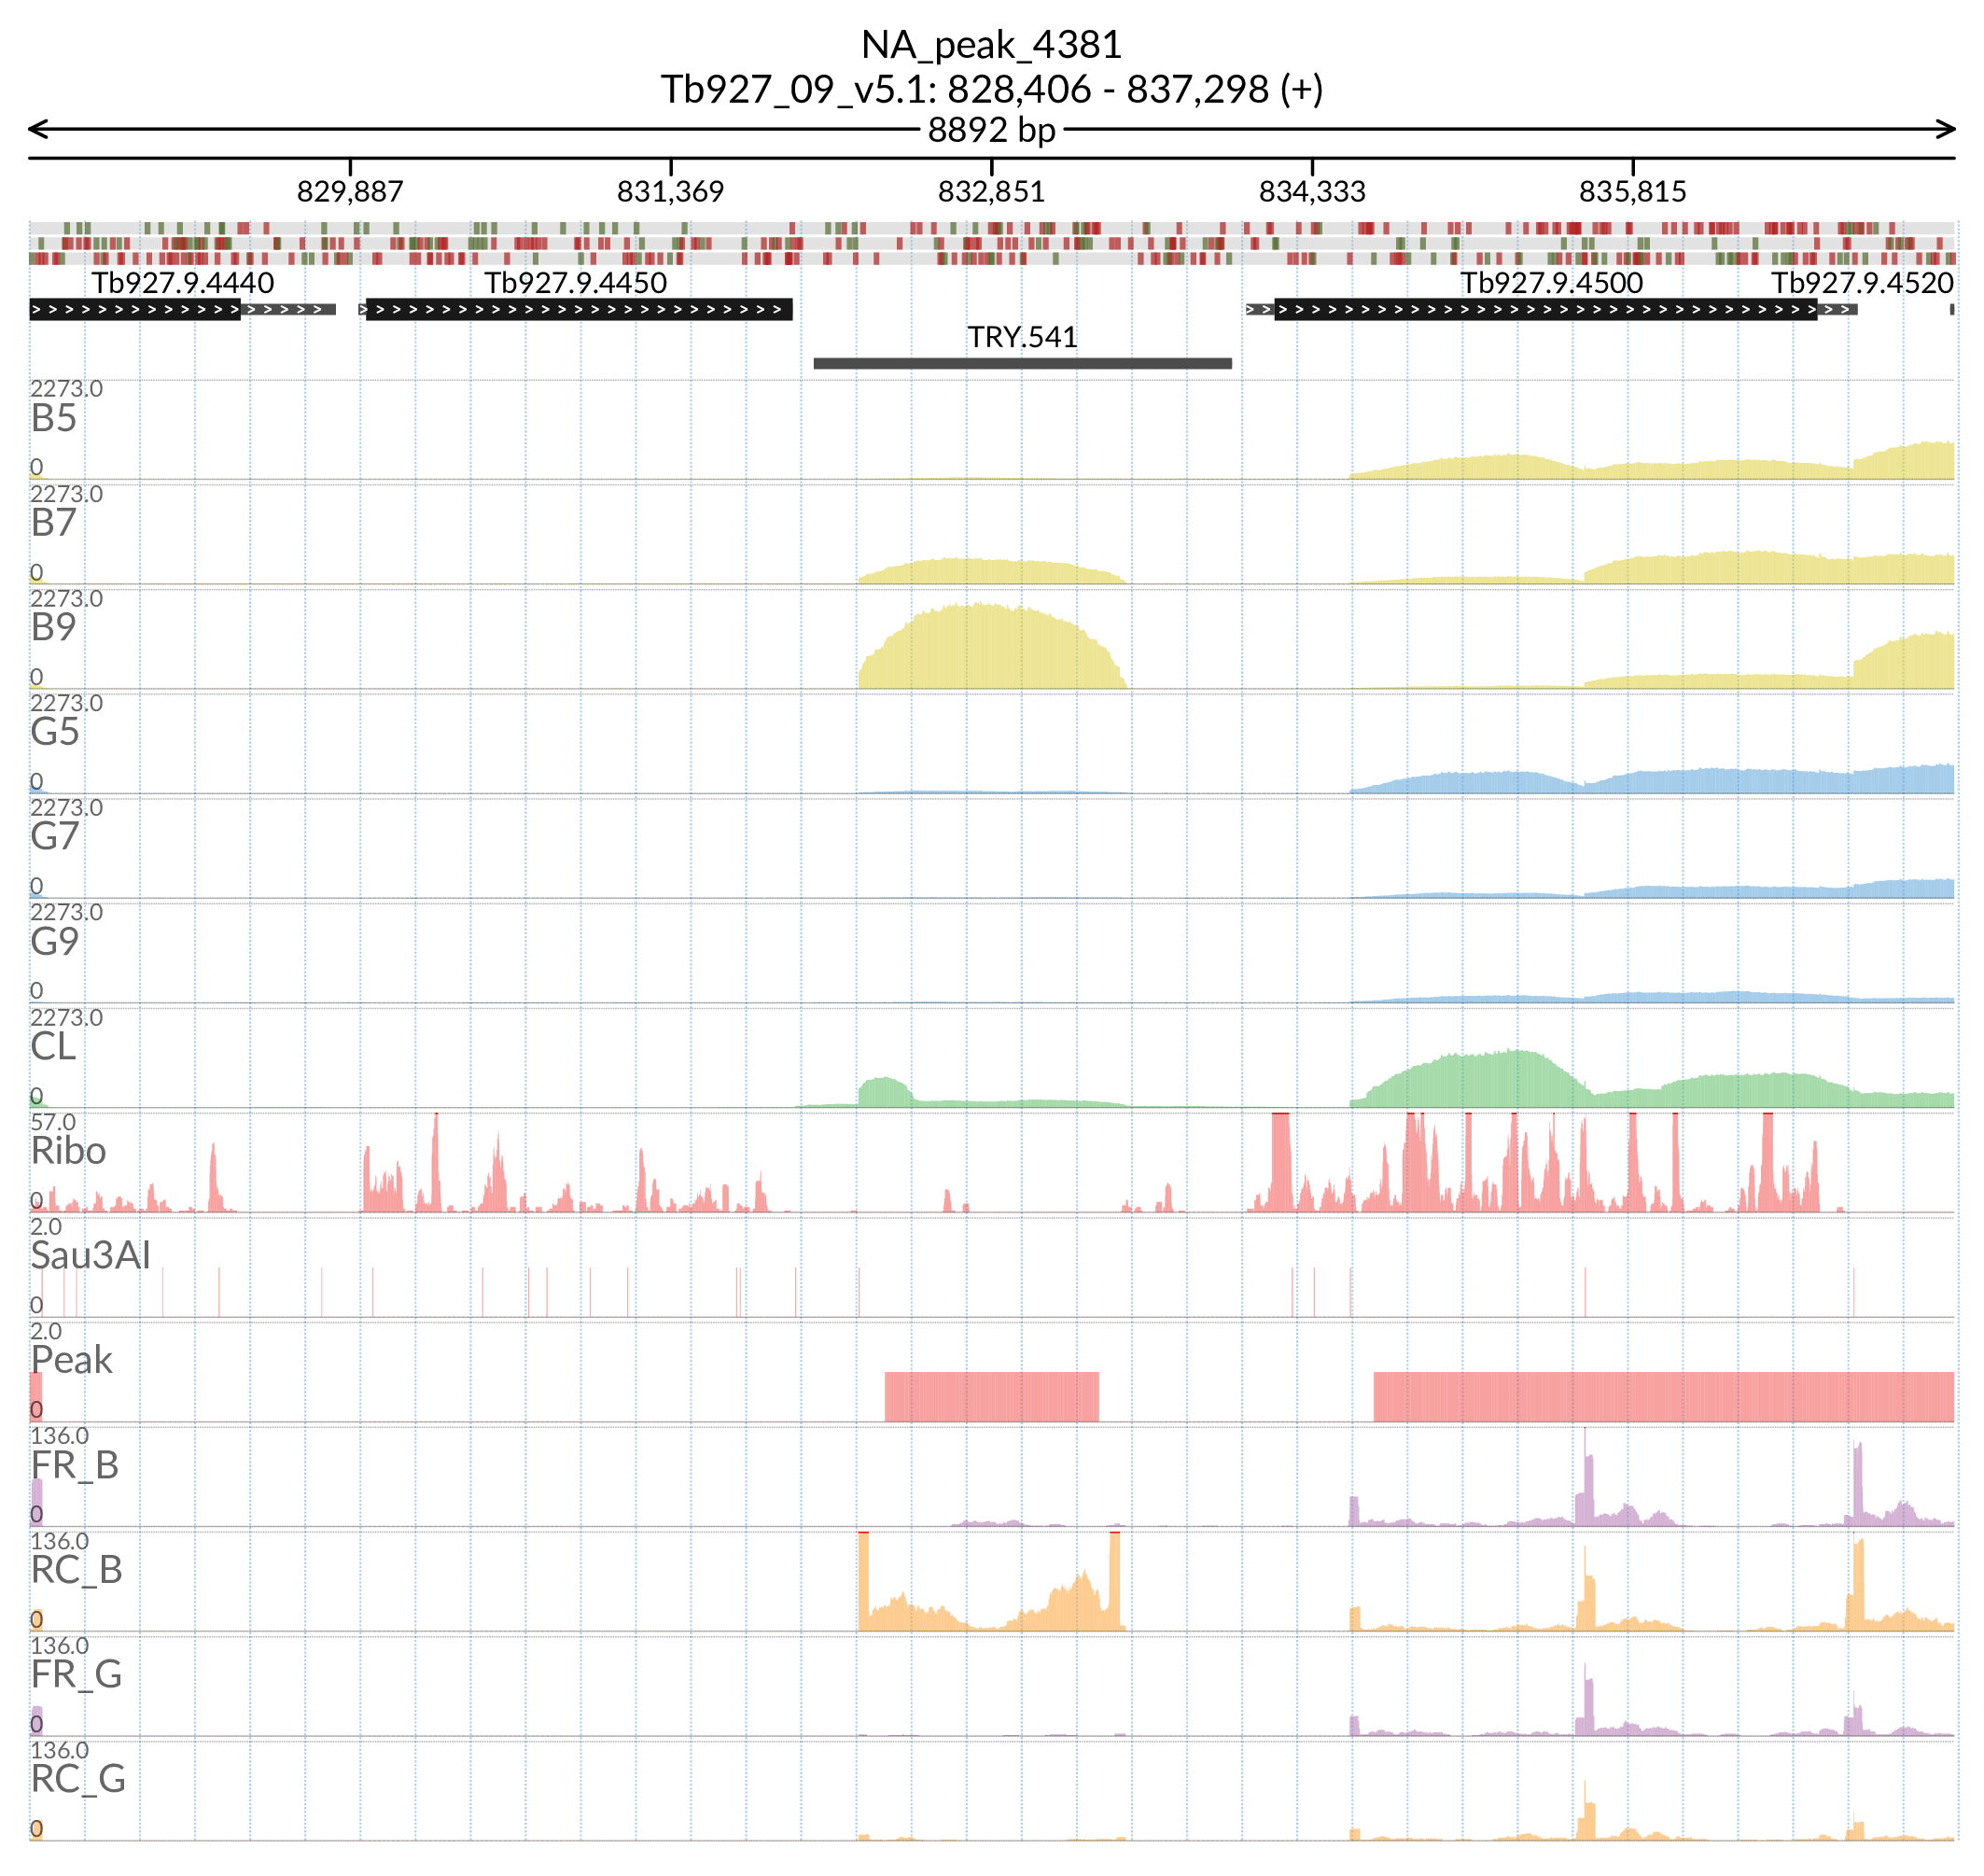 NA_peak_4381
Tb927_09_v5.1: 828,406 - 837,298 (+)
8892 bp
829,887 831,369 832,851 834,333 835,815
Tb927.9.4440 Tb927.9.4450 Tb927.9.4500 Tb927.9.4520
TRY.541
2273.0
B5
0
2273.0
B7
0
2273.0
B9
0
2273.0
G5
0
2273.0
G7
0
2273.0
G9
0
2273.0
CL
0
57.0
Ribo
0
2.0
Sau3AI
0
2.0
Peak
0
136.0
FR_B
0
136.0
RC_B
0
136.0
FR_G
0
136.0
RC_G
0